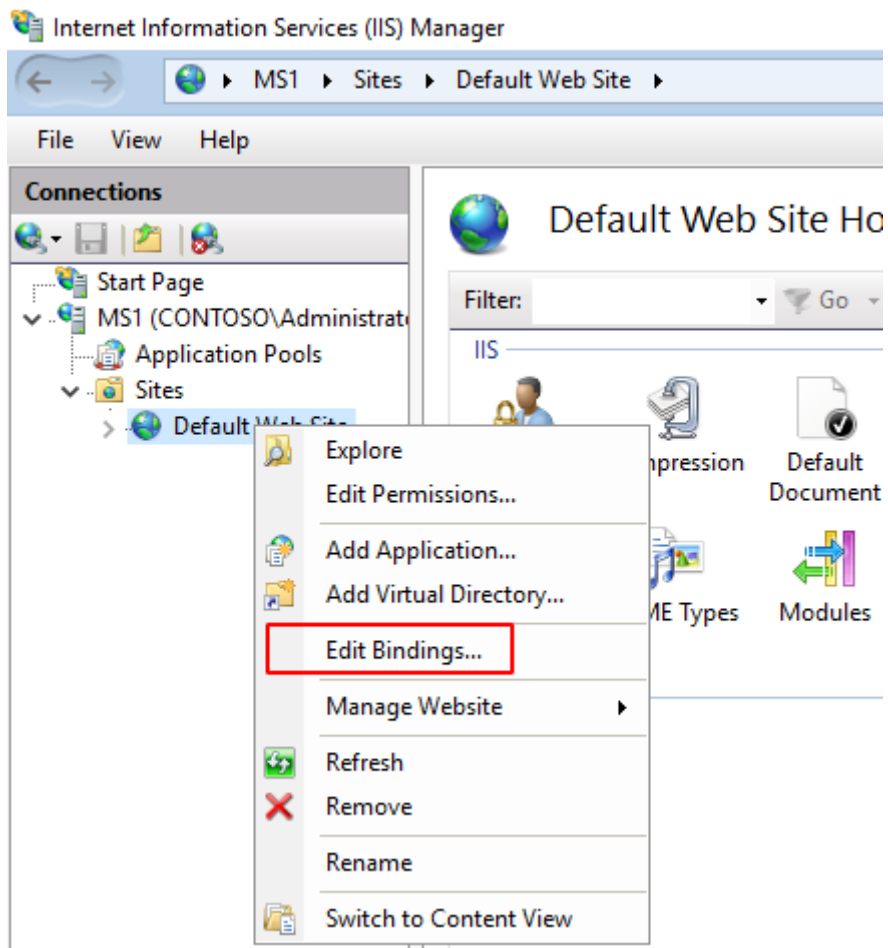 Internet Information Services (IIS) Manager
MS1 Sites Default Web Site
File View Help
Connections
Start Page
MS1 (CONTOSO\Administrat
Application Pools
Sites
Default Web Site
Default Web Site Ho
Filter: Go
IIS
Explore
Edit Permissions...
Add Application...
Add Virtual Directory...
Edit Bindings...
Manage Website
Refresh
Remove
Rename
Switch to Content View
mpression
Default
Document
ME Types
Modules